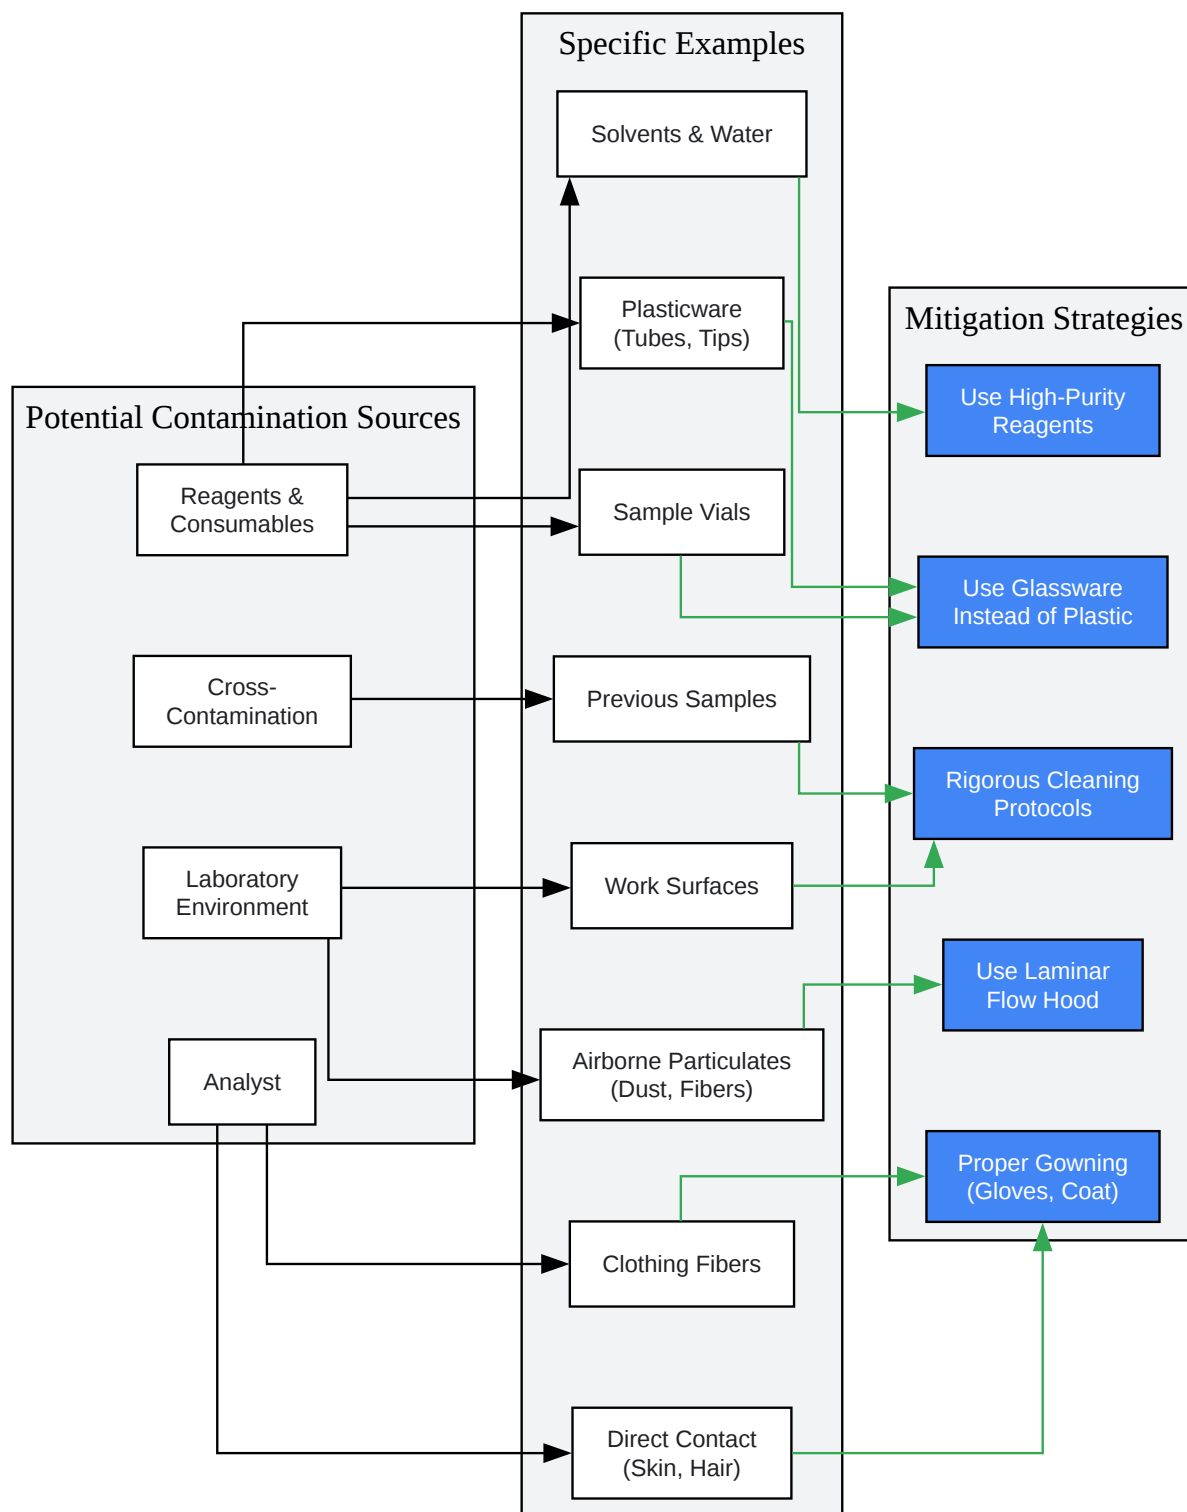 Specific Examples
Solvents & Water
Plasticware
(Tubes, Tips)
Sample Vials
Previous Samples
Work Surfaces
Airborne Particulates
(Dust, Fibers)
Clothing Fibers
Direct Contact
(Skin, Hair)
Potential Contamination Sources
Reagents &
Consumables
Cross-
Contamination
Laboratory
Environment
Analyst
Mitigation Strategies
Use High-Purity
Reagents
Use Glassware
Instead of Plastic
Rigorous Cleaning
Protocols
Use Laminar
Flow Hood
Proper Gowning
(Gloves, Coat)